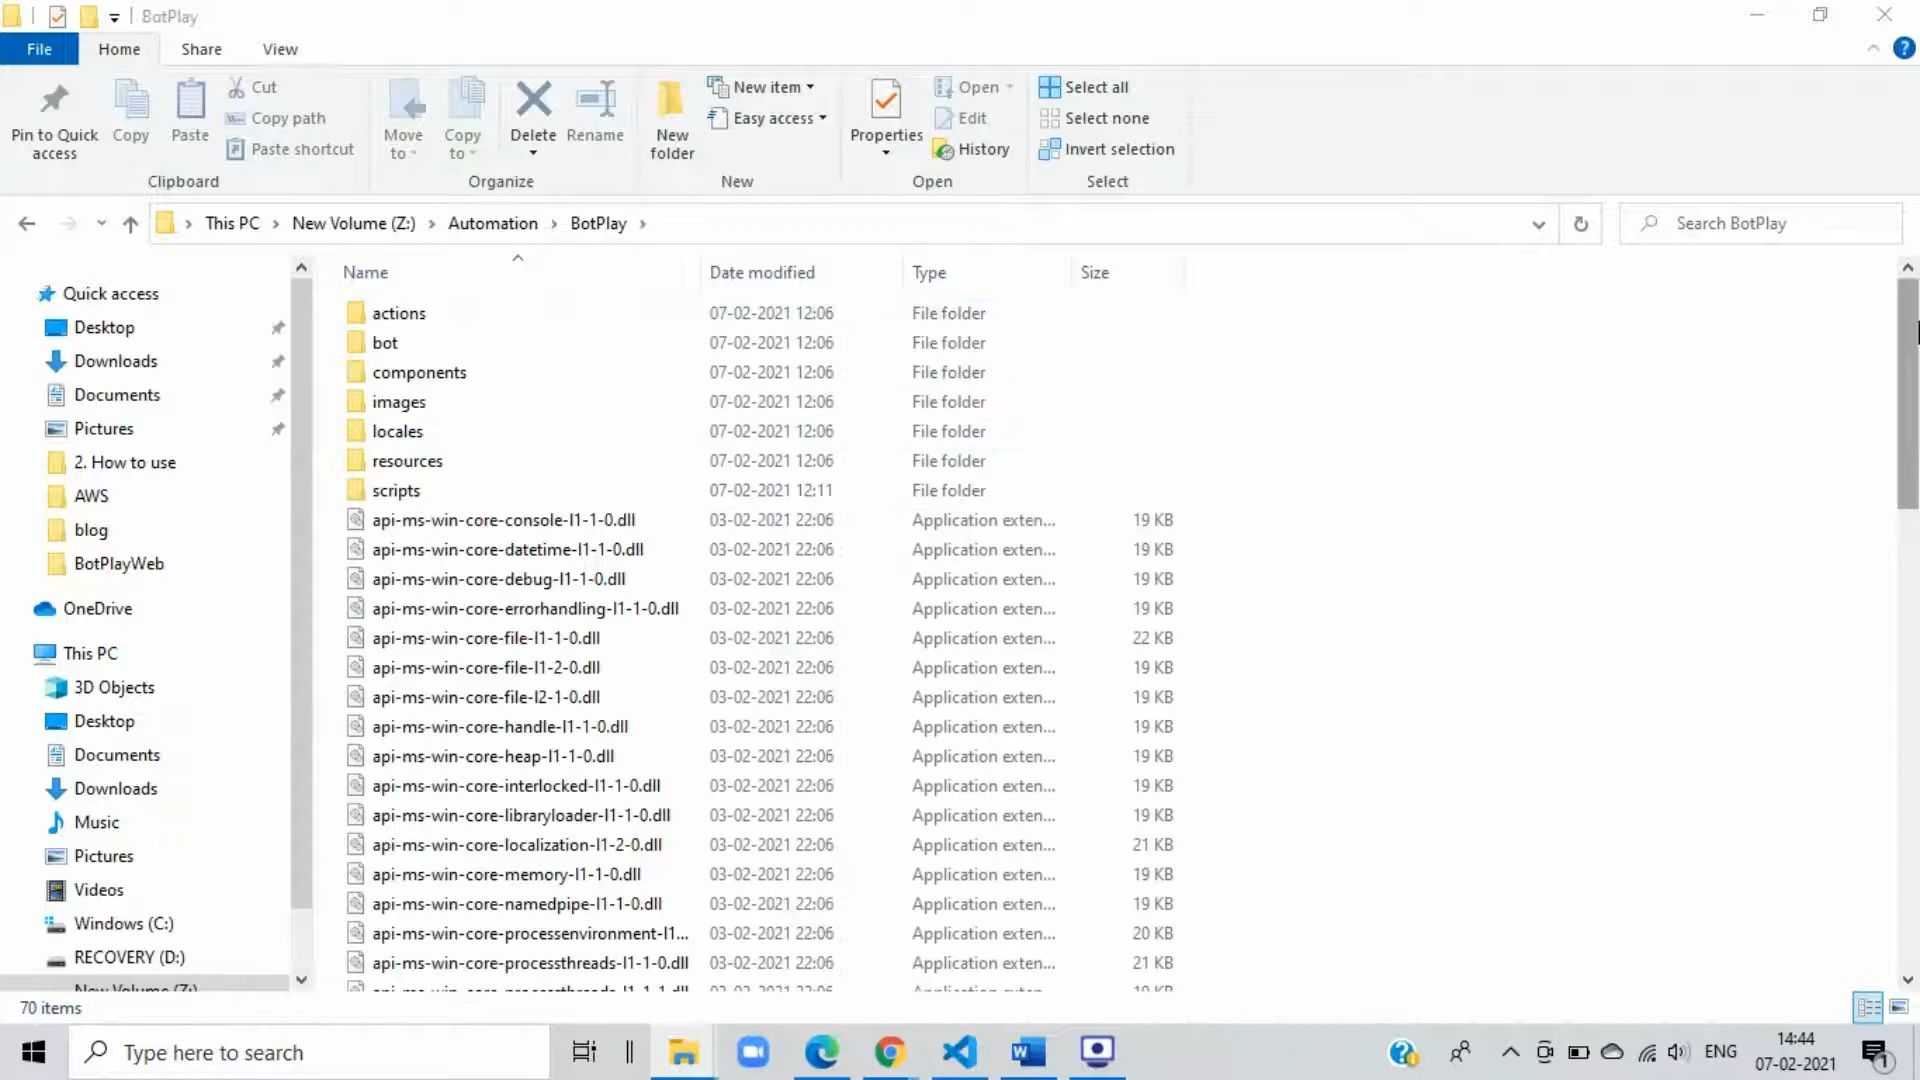 BotPlay
File Home Share View
Pin to Quick access
Copy
Paste
Cut
Copy path
Paste shortcut
Clipboard
Move to
Copy to
Delete
Rename
Organize
New folder
New item
Easy access
New
Properties
Open
Edit
History
Open
Select all
Select none
Invert selection
Select
This PC > New Volume (Z:) > Automation > BotPlay >
Search BotPlay
Quick access
Desktop
Downloads
Documents
Pictures
2. How to use
AWS
blog
BotPlayWeb
OneDrive
This PC
3D Objects
Desktop
Documents
Downloads
Music
Pictures
Videos
Windows (C:)
RECOVERY (D:)
New Volume (Z:)
Name Date modified Type Size
actions 07-02-2021 12:06 File folder
bot 07-02-2021 12:06 File folder
components 07-02-2021 12:06 File folder
images 07-02-2021 12:06 File folder
locales 07-02-2021 12:06 File folder
resources 07-02-2021 12:06 File folder
scripts 07-02-2021 12:11 File folder
api-ms-win-core-console-l1-1-0.dll 03-02-2021 22:06 Application exten... 19 KB
api-ms-win-core-datetime-l1-1-0.dll 03-02-2021 22:06 Application exten... 19 KB
api-ms-win-core-debug-l1-1-0.dll 03-02-2021 22:06 Application exten... 19 KB
api-ms-win-core-errorhandling-l1-1-0.dll 03-02-2021 22:06 Application exten... 19 KB
api-ms-win-core-file-l1-1-0.dll 03-02-2021 22:06 Application exten... 22 KB
api-ms-win-core-file-l1-2-0.dll 03-02-2021 22:06 Application exten... 19 KB
api-ms-win-core-file-l2-1-0.dll 03-02-2021 22:06 Application exten... 19 KB
api-ms-win-core-handle-l1-1-0.dll 03-02-2021 22:06 Application exten... 19 KB
api-ms-win-core-heap-l1-1-0.dll 03-02-2021 22:06 Application exten... 19 KB
api-ms-win-core-interlocked-l1-1-0.dll 03-02-2021 22:06 Application exten... 19 KB
api-ms-win-core-libraryloader-l1-1-0.dll 03-02-2021 22:06 Application exten... 19 KB
api-ms-win-core-localization-l1-2-0.dll 03-02-2021 22:06 Application exten... 21 KB
api-ms-win-core-memory-l1-1-0.dll 03-02-2021 22:06 Application exten... 19 KB
api-ms-win-core-namedpipe-l1-1-0.dll 03-02-2021 22:06 Application exten... 19 KB
api-ms-win-core-processenvironment-l1... 03-02-2021 22:06 Application exten... 20 KB
api-ms-win-core-processthreads-l1-1-0.dll 03-02-2021 22:06 Application exten... 21 KB
api-ms-win-core-processthreads-l1-1-1.dll 03-02-2021 22:06 Application exten... 19 KB
70 items
Type here to search
ENG
14:44
07-02-2021
1